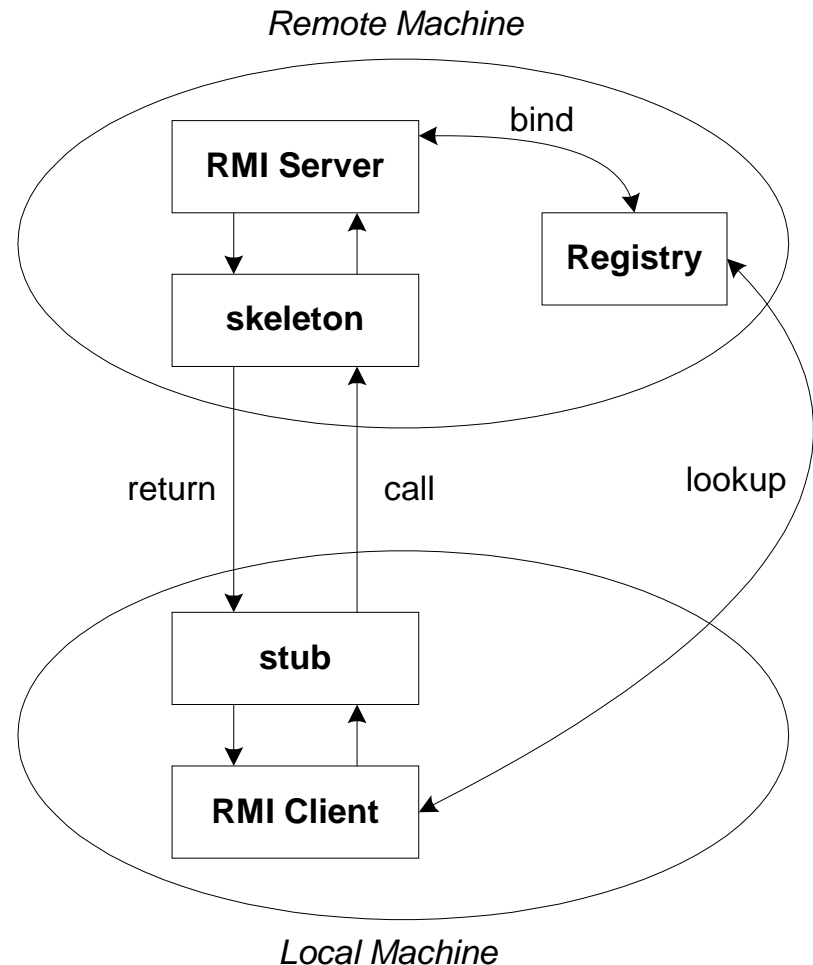 Remote Machine
bind
RMI Server
Registry
skeleton
return
call
lookup
stub
RMI Client
Local Machine